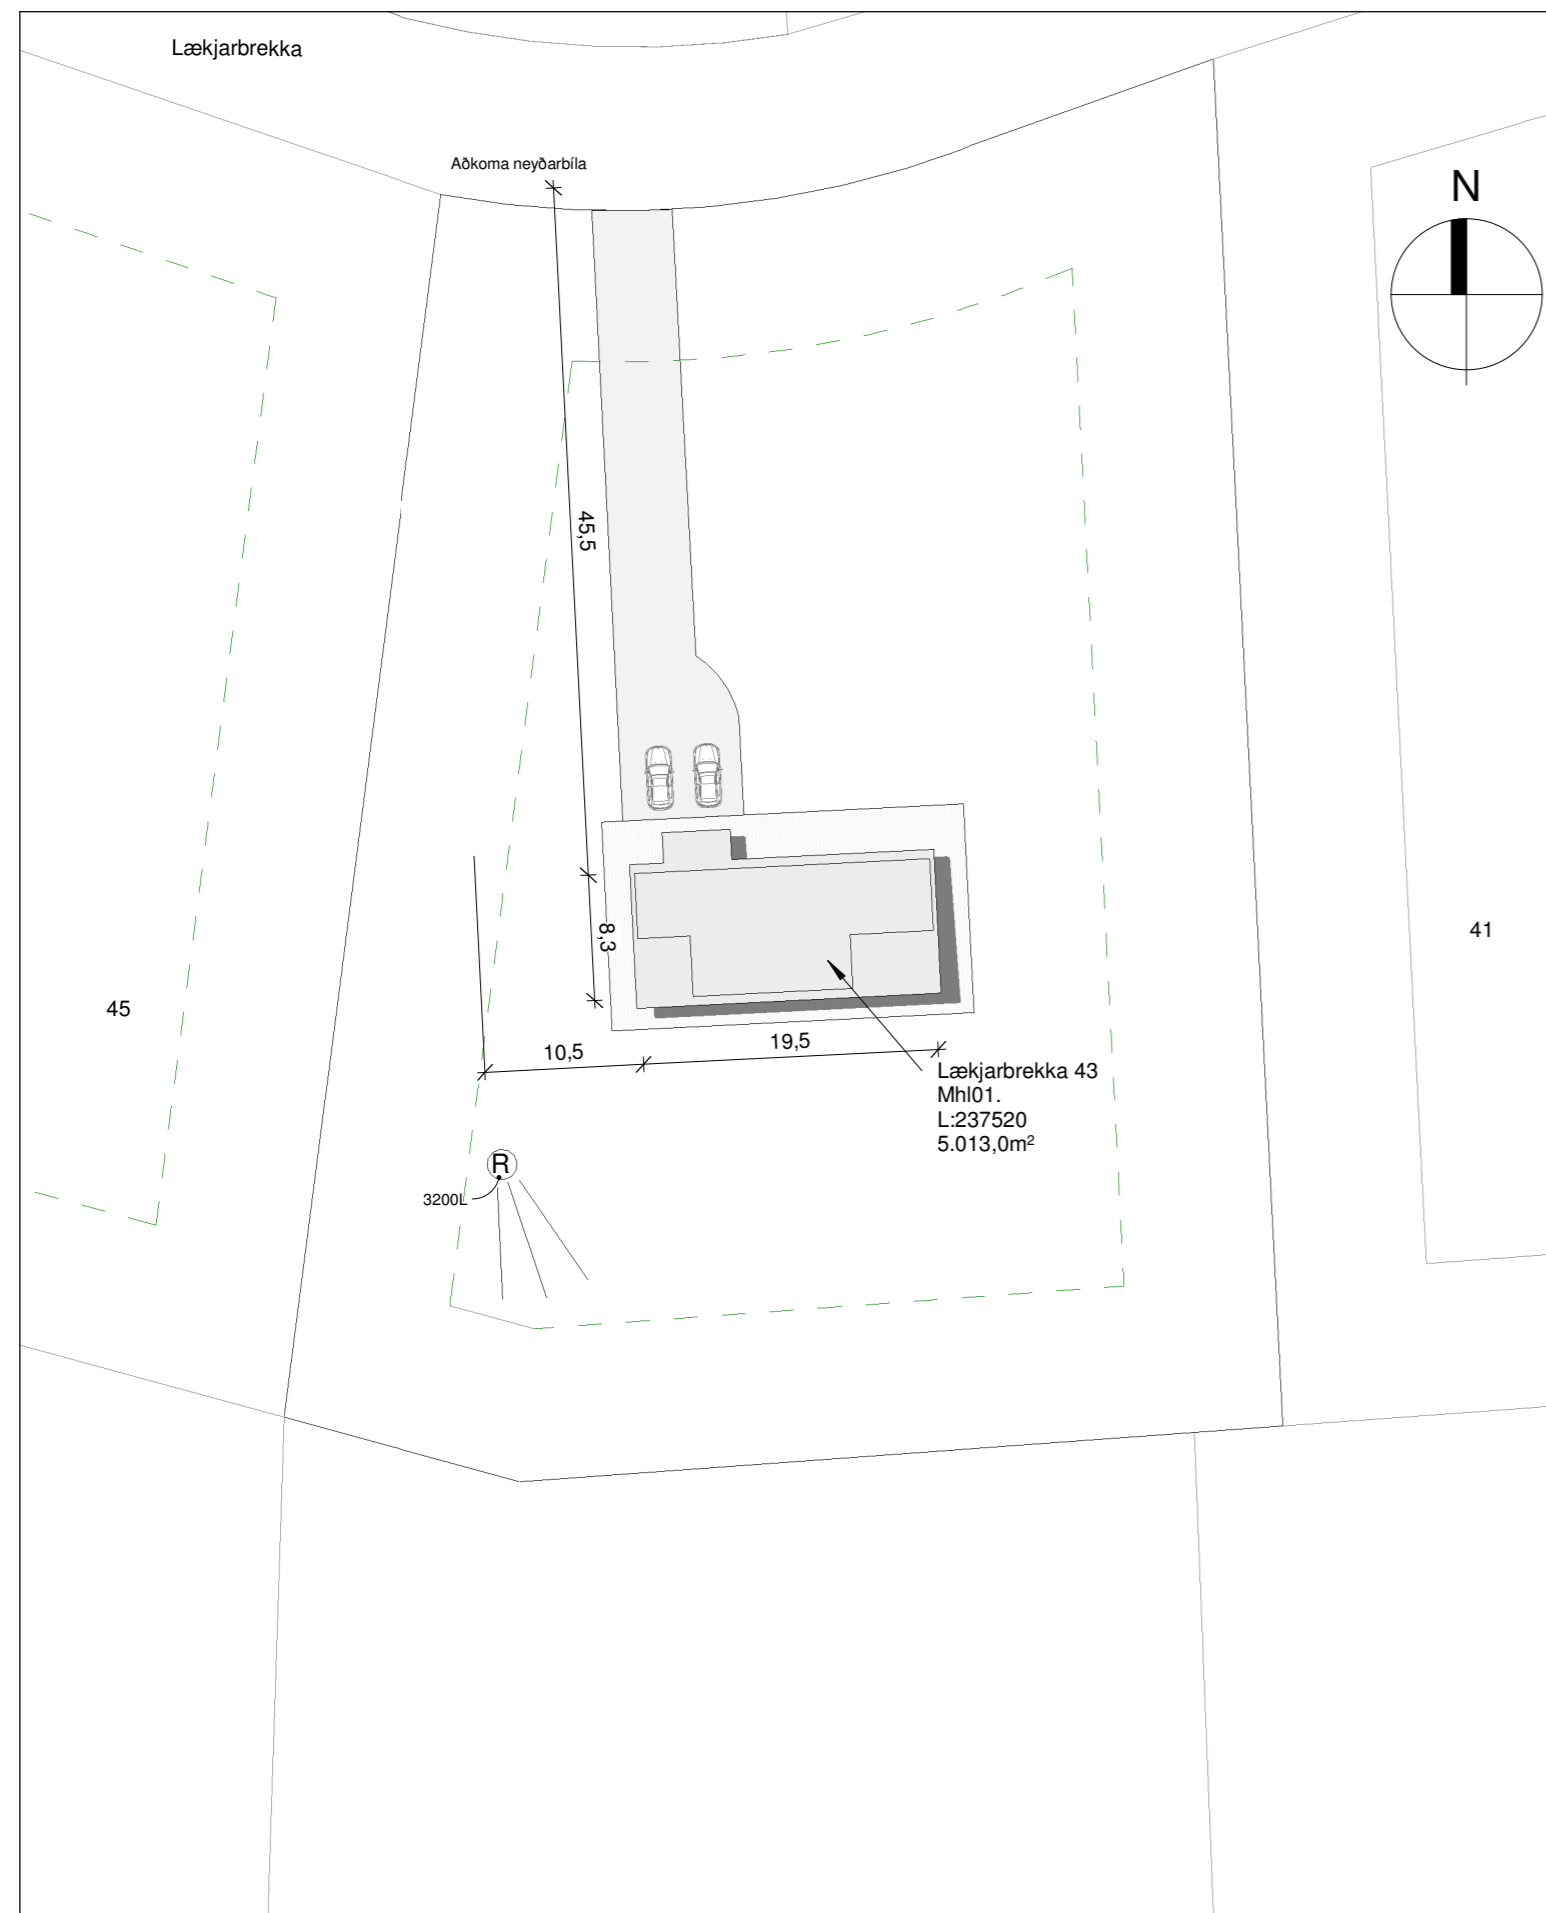 Lækjarbrekka
Aðkoma neyðarbíla
N
45,5
8,3
41
45
10,5
19,5
Lækjarbrekka 43
Mhl01.
L:237520
5.013,0m²
R
3200L